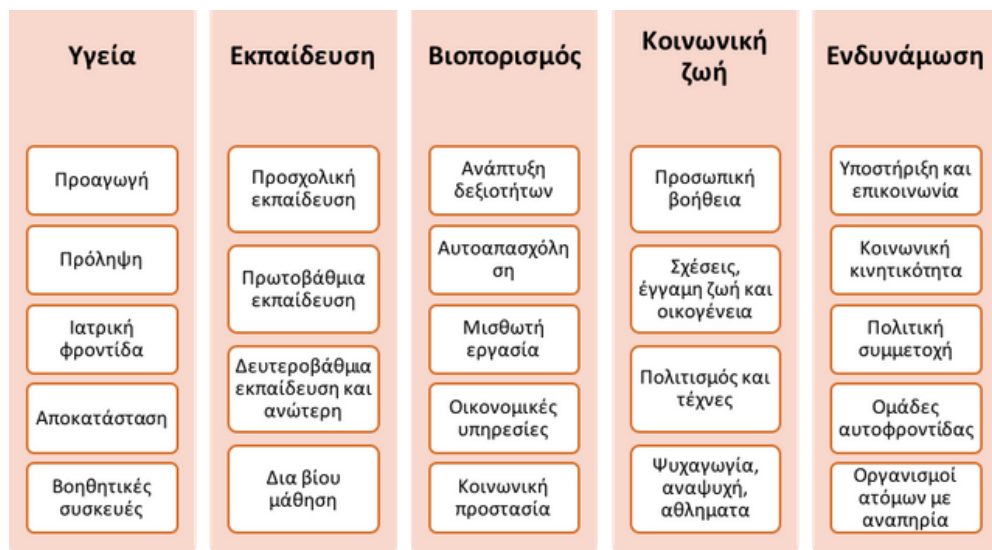 Υγεία
Προαγωγή
Πρόληψη
Ιατρική
φροντίδα
Αποκατάσταση
Βοηθητικές
συσκευές
Εκπαίδευση
Προσχολική
εκπαίδευση
Πρωτοβάθμια
εκπαίδευση
Δευτεροβάθμια
εκπαίδευση και
ανώτερη
Δια βίου
μάθηση
Βιοπορισμός
Ανάπτυξη
δεξιοτήτων
Αυτοαπασχόλη
ση
Μισθωτή
εργασία
Οικονομικές
υπηρεσίες
Κοινωνική
προστασία
Κοινωνική
ζωή
Προσωπική
βοήθεια
Σχέσεις,
έγγαμη ζωή και
οικογένεια
Πολιτισμός και
τέχνες
Ψυχαγωγία,
αναψυχή,
αθληματα
Ενδυνάμωση
Υποστήριξη και
επικοινωνία
Κοινωνική
κινητικότητα
Πολιτική
συμμετοχή
Ομάδες
αυτοφροντίδας
Οργανισμοί
ατόμων με
αναπηρία